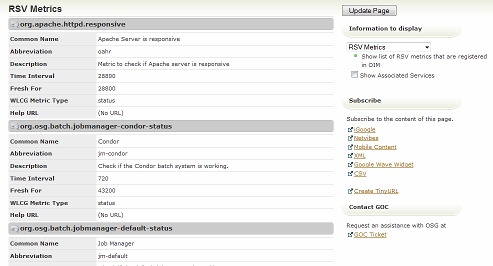 RSV Metrics
org.apache.httpd.responsive
Common Name Apache Server is responsive
Abbreviation oahr
Description Metric to check if Apache server is responsive
Time Interval 28800
Fresh For 28800
WLCG Metric Type status
Help URL (No URL)
org.osg.batch.jobmanager-condor-status
Common Name Condor
Abbreviation jm-condor
Description Check if the Condor batch system is working.
Time Interval 720
Fresh For 43200
WLCG Metric Type status
Help URL (No URL)
org.osg.batch.jobmanager-default-status
Common Name Job Manager
Abbreviation jm-default
Update Page
Information to display
RSV Metrics
Show list of RSV metrics that are registered
in OIM
Show Associated Services
Subscribe
Subscribe to the content of this page.
iGoogle
Netvibes
Mobile Content
XML
Google Wave Widget
CSV
Create TinyURL
Contact GOC
Request an assistance with OSG at
GOC Ticket